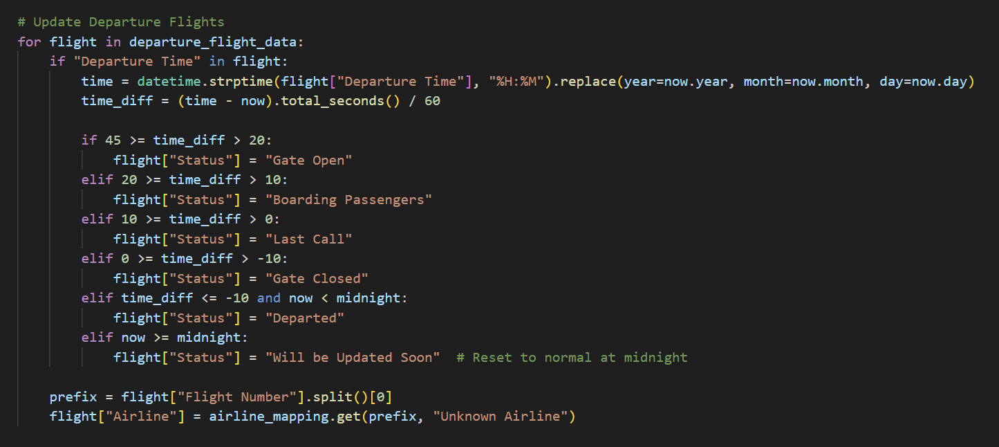 # Update Departure Flights
for flight in departure_flight_data:
    if "Departure Time" in flight:
        time = datetime.strptime(flight["Departure Time"], "%H:%M").replace(year=now.year, month=now.month, day=now.day)
        time_diff = (time - now).total_seconds() / 60

        if 45 >= time_diff > 20:
            flight["Status"] = "Gate Open"
        elif 20 >= time_diff > 10:
            flight["Status"] = "Boarding Passengers"
        elif 10 >= time_diff > 0:
            flight["Status"] = "Last Call"
        elif 0 >= time_diff > -10:
            flight["Status"] = "Gate Closed"
        elif time_diff <= -10 and now < midnight:
            flight["Status"] = "Departed"
        elif now >= midnight:
            flight["Status"] = "Will be Updated Soon"  # Reset to normal at midnight

    prefix = flight["Flight Number"].split()[0]
    flight["Airline"] = airline_mapping.get(prefix, "Unknown Airline")